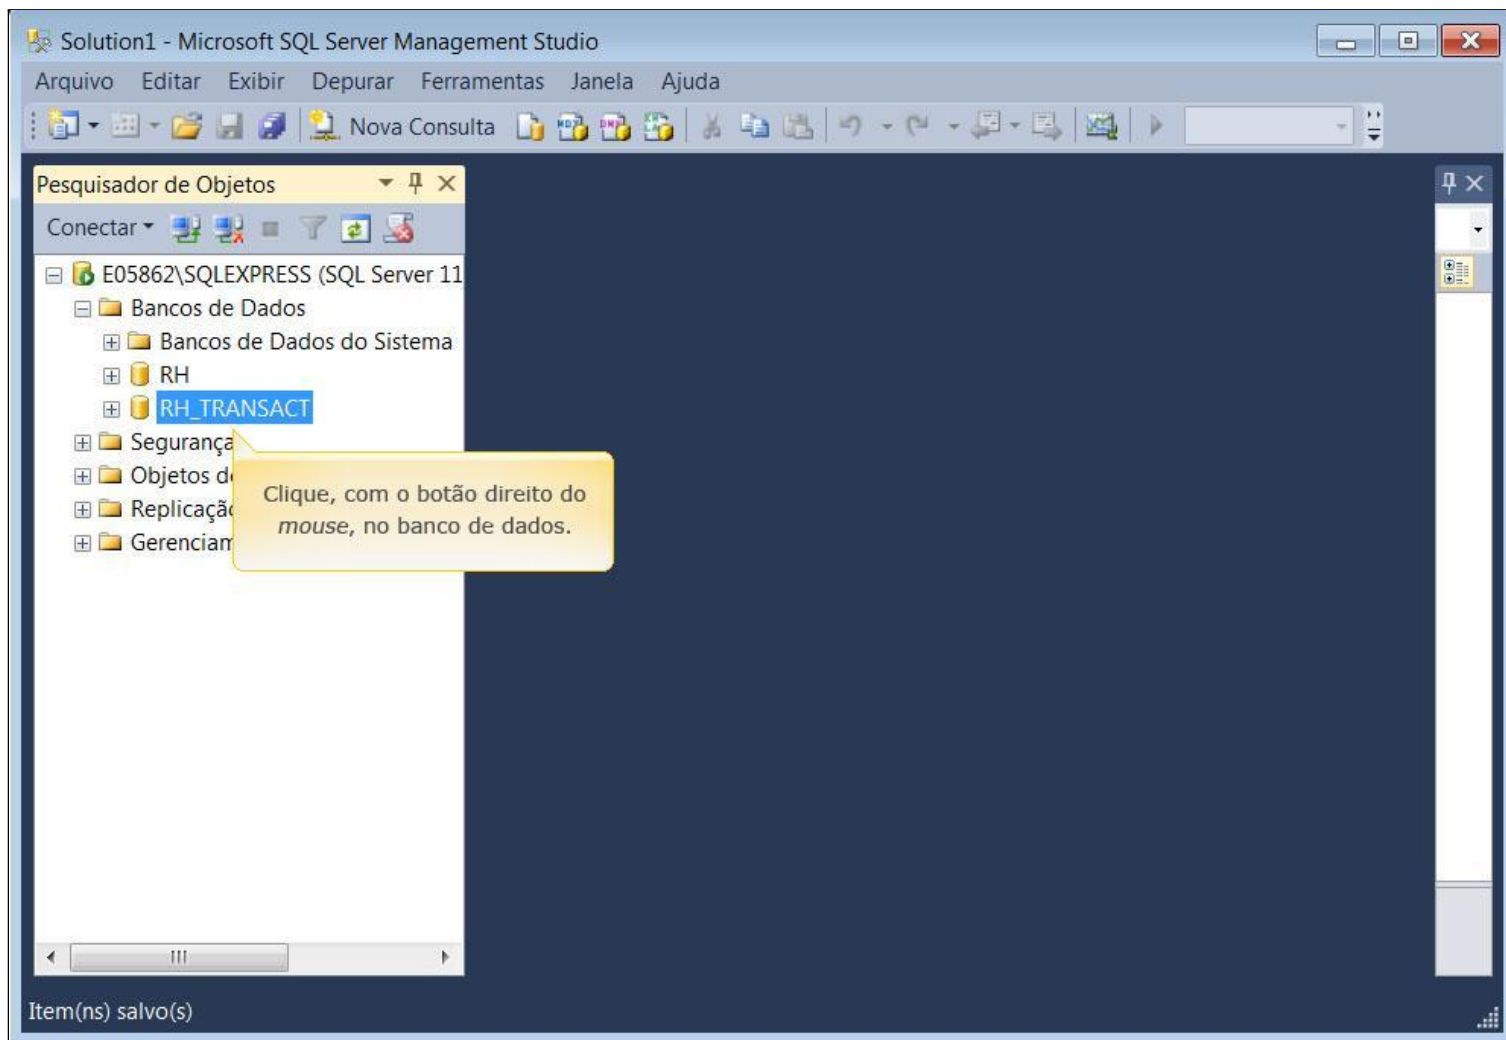 Solution1 - Microsoft SQL Server Management Studio
Arquivo Editar Exibir Depurar Ferramentas Janela Ajuda
Nova Consulta
Pesquisador de Objetos
Conectar
E05862\SQLEXPRESS (SQL Server 11
Bancos de Dados
Bancos de Dados do Sistema
RH
RH_TRANSACT
Segurança
Objetos d
Replicaçã
Gerenciam
Clique, com o botão direito do
mouse, no banco de dados.
Item(ns) salvo(s)